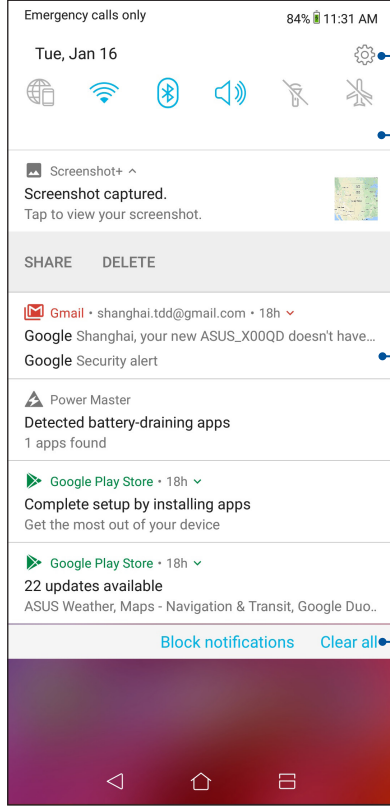 Emergency calls only 84% 11:31 AM
Tue, Jan 16
Screenshot+
Screenshot captured.
Tap to view your screenshot.
SHARE DELETE
Gmail • shanghai.tdd@gmail.com • 18h
Google Shanghai, your new ASUS_X00QD doesn't have...
Google Security alert
Power Master
Detected battery-draining apps
1 apps found
Google Play Store • 18h
Complete setup by installing apps
Get the most out of your device
Google Play Store • 18h
22 updates available
ASUS Weather, Maps - Navigation & Transit, Google Duo..
Block notifications Clear all